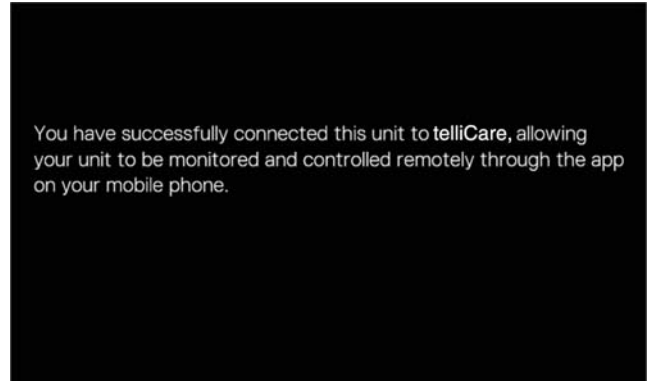 You have successfully connected this unit to telliCare, allowing
your unit to be monitored and controlled remotely through the app
on your mobile phone.